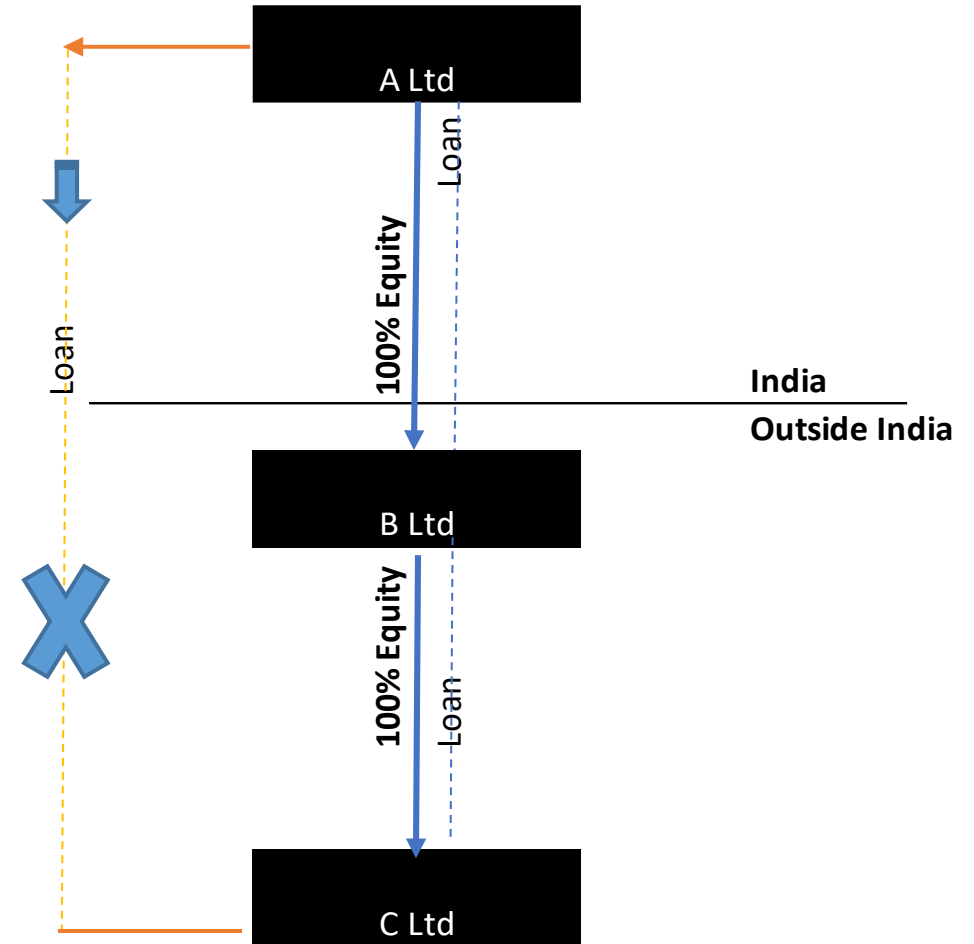 A Ltd
Loan
100% Equity
Loan
India
Outside India
B Ltd
100% Equity
Loan
C Ltd